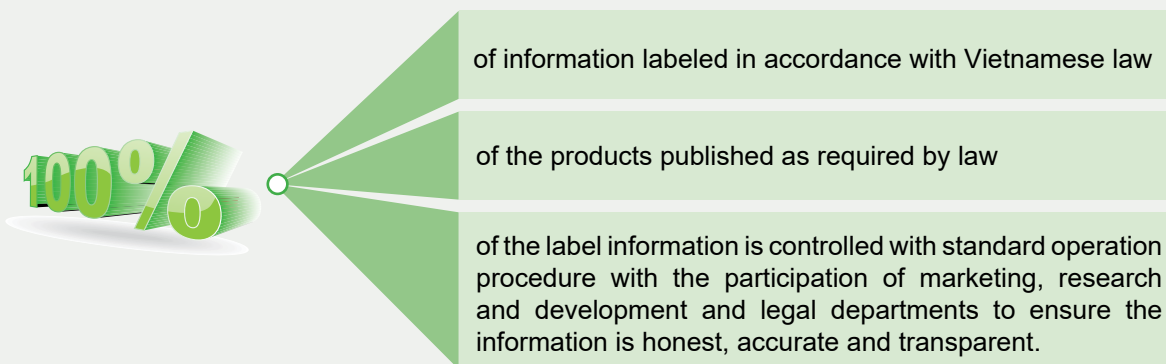 100%
of information labeled in accordance with Vietnamese law
of the products published as required by law
of the label information is controlled with standard operation
procedure with the participation of marketing, research
and development and legal departments to ensure the
information is honest, accurate and transparent.